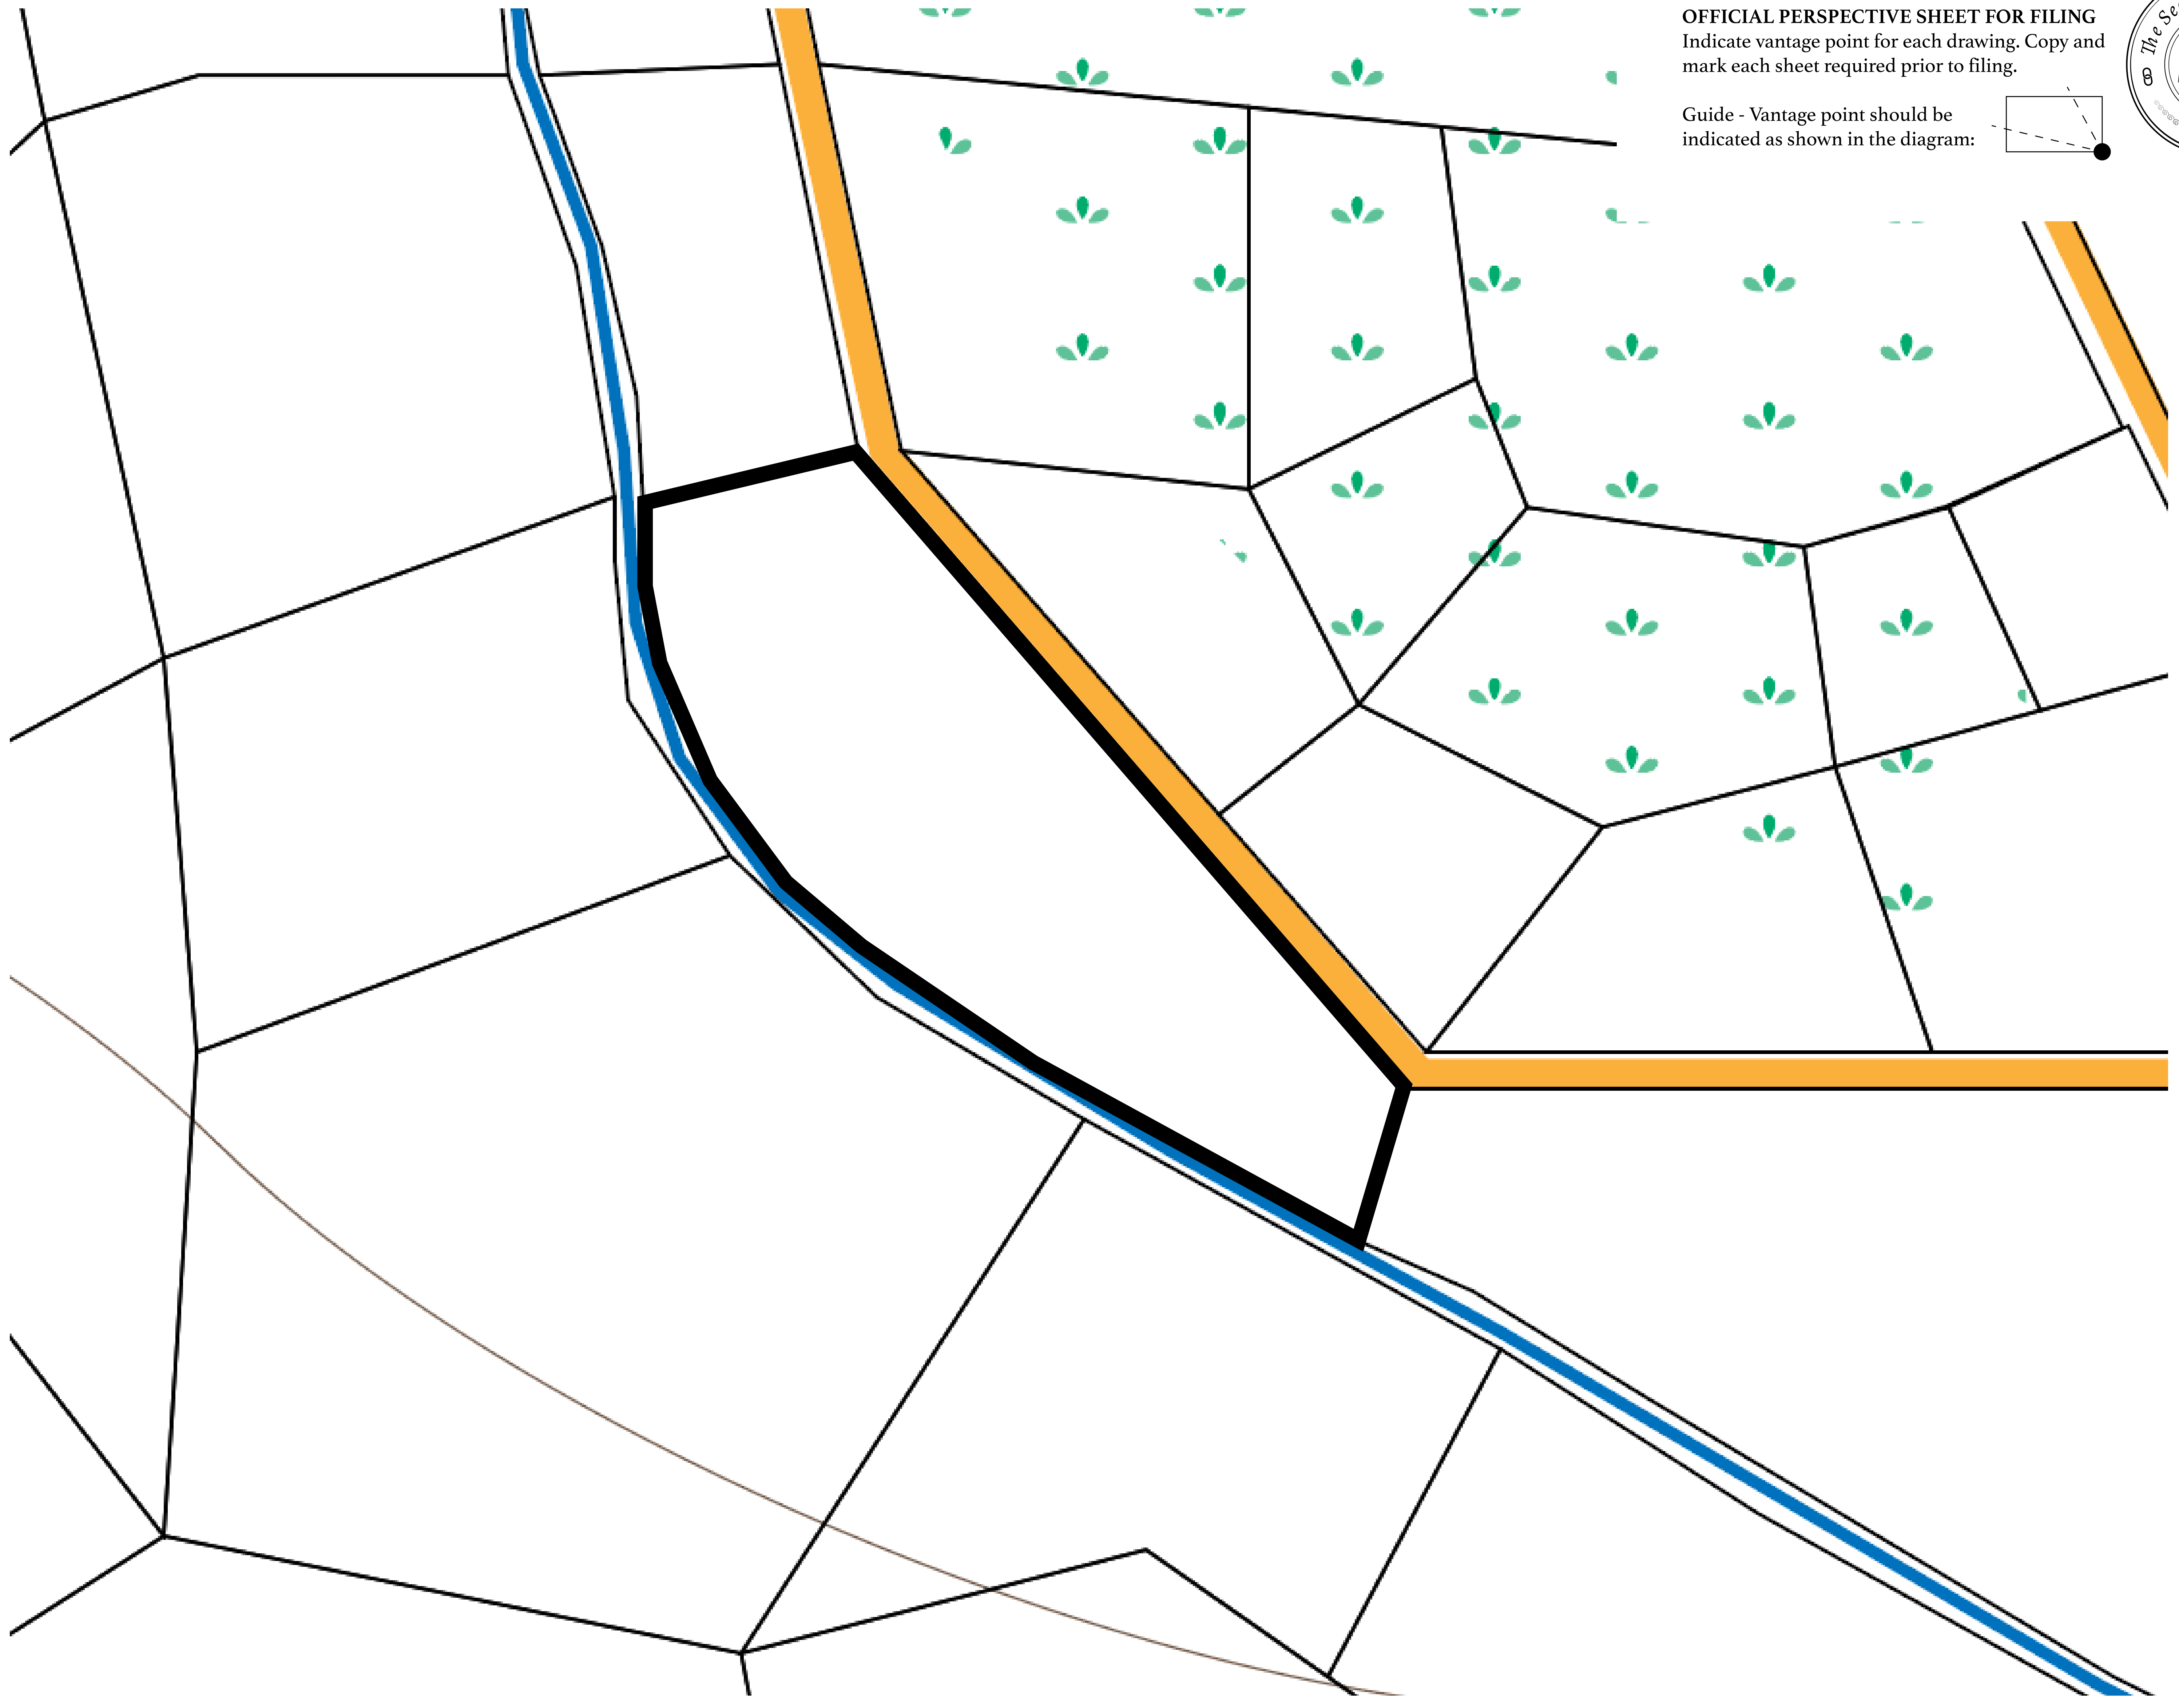 OFFICIAL PERSPECTIVE SHEET FOR FILING
Indicate vantage point for each drawing. Copy and
mark each sheet required prior to filing.
Guide - Vantage point should be
indicated as shown in the diagram:
The